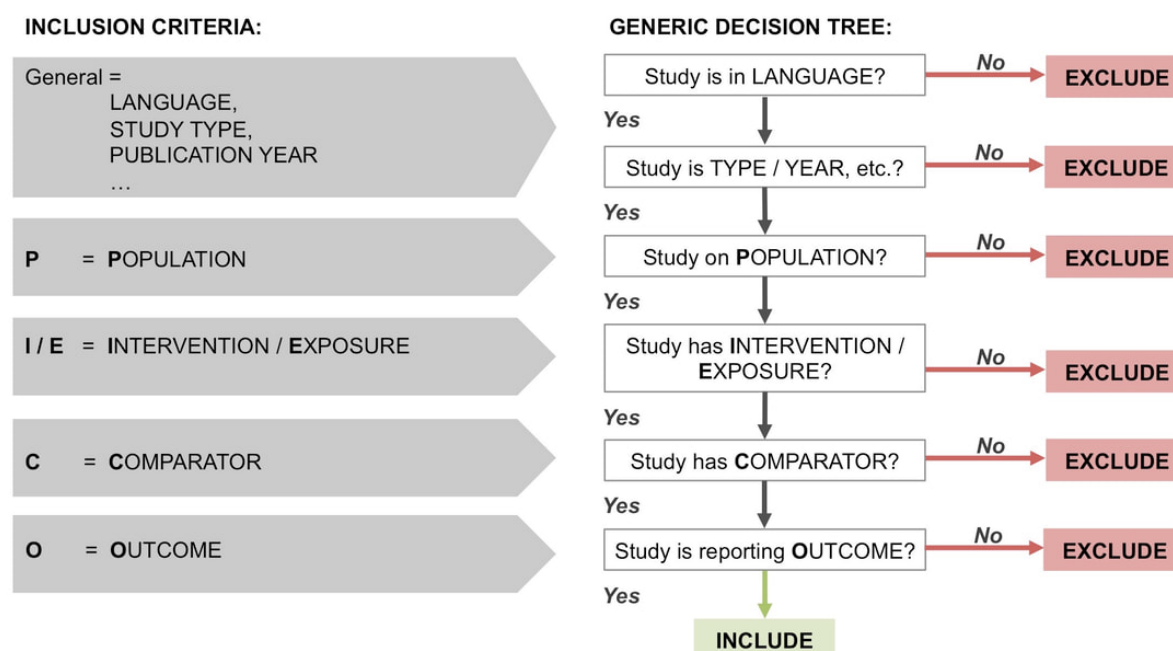 INCLUSION CRITERIA:
General =
LANGUAGE,
STUDY TYPE,
PUBLICATION YEAR
…
P = POPULATION
I / E = INTERVENTION / EXPOSURE
C = COMPARATOR
O = OUTCOME
GENERIC DECISION TREE:
Study is in LANGUAGE?
No
EXCLUDE
Yes
Study is TYPE / YEAR, etc.?
No
EXCLUDE
Yes
Study on POPULATION?
No
EXCLUDE
Yes
Study has INTERVENTION /
EXPOSURE?
No
EXCLUDE
Yes
Study has COMPARATOR?
No
EXCLUDE
Yes
Study is reporting OUTCOME?
No
EXCLUDE
Yes
INCLUDE